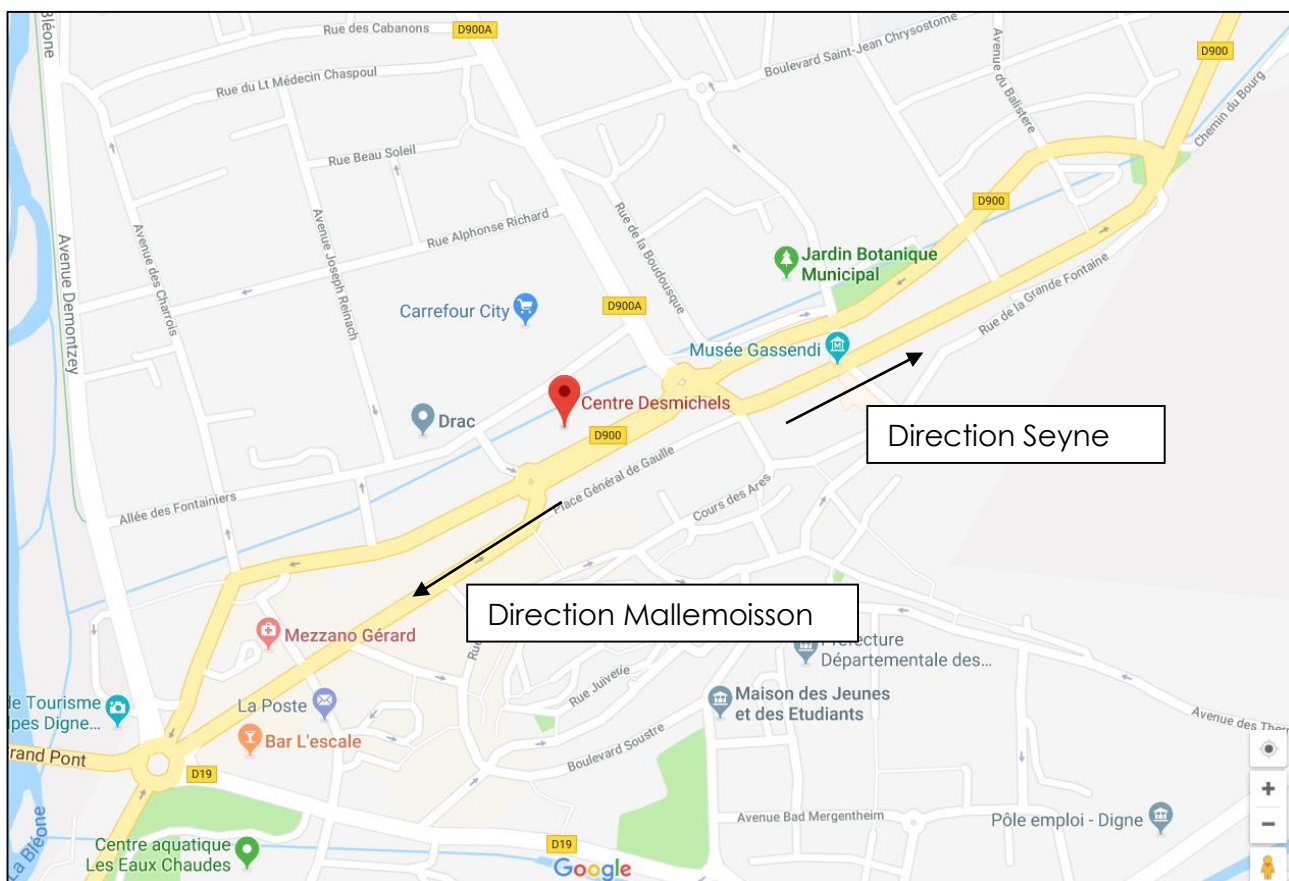 Bléone
Rue des Cabanons
D900A
Rue du Lt Médecin Chaspoul
Boulevard Saint-Jean Chrysostome
Avenue du Balistere
D900
Chemin du Bourg
Rue Beau Soleil
Avenue Demontzey
Avenue des Charrois
Avenue Joseph Reinach
Rue Alphonse Richard
Rue de la Boudousque
D900
Jardin Botanique
Municipal
Carrefour City
D900A
Rue de la Grande Fontaine
Musée Gassendi
Centre Desmichels
Drac
D900
Direction Seyne
Place Général de Gaulle
Cours des Ares
Allée des Fontainiers
Direction Mallemoisson
Mezzano Gérard
Rue
Préfecture
Départementale des...
Rue Juiverie
Maison des Jeunes
et des Etudiants
La Poste
de Tourisme
pes Digne...
Bar L'escale
Avenue des Ther
rand Pont
D19
Boulevard Soustre
Avenue Bad Mergentheim
Pôle emploi - Digne
La Bléone
Centre aquatique
Les Eaux Chaudes
D19
Google
+
−